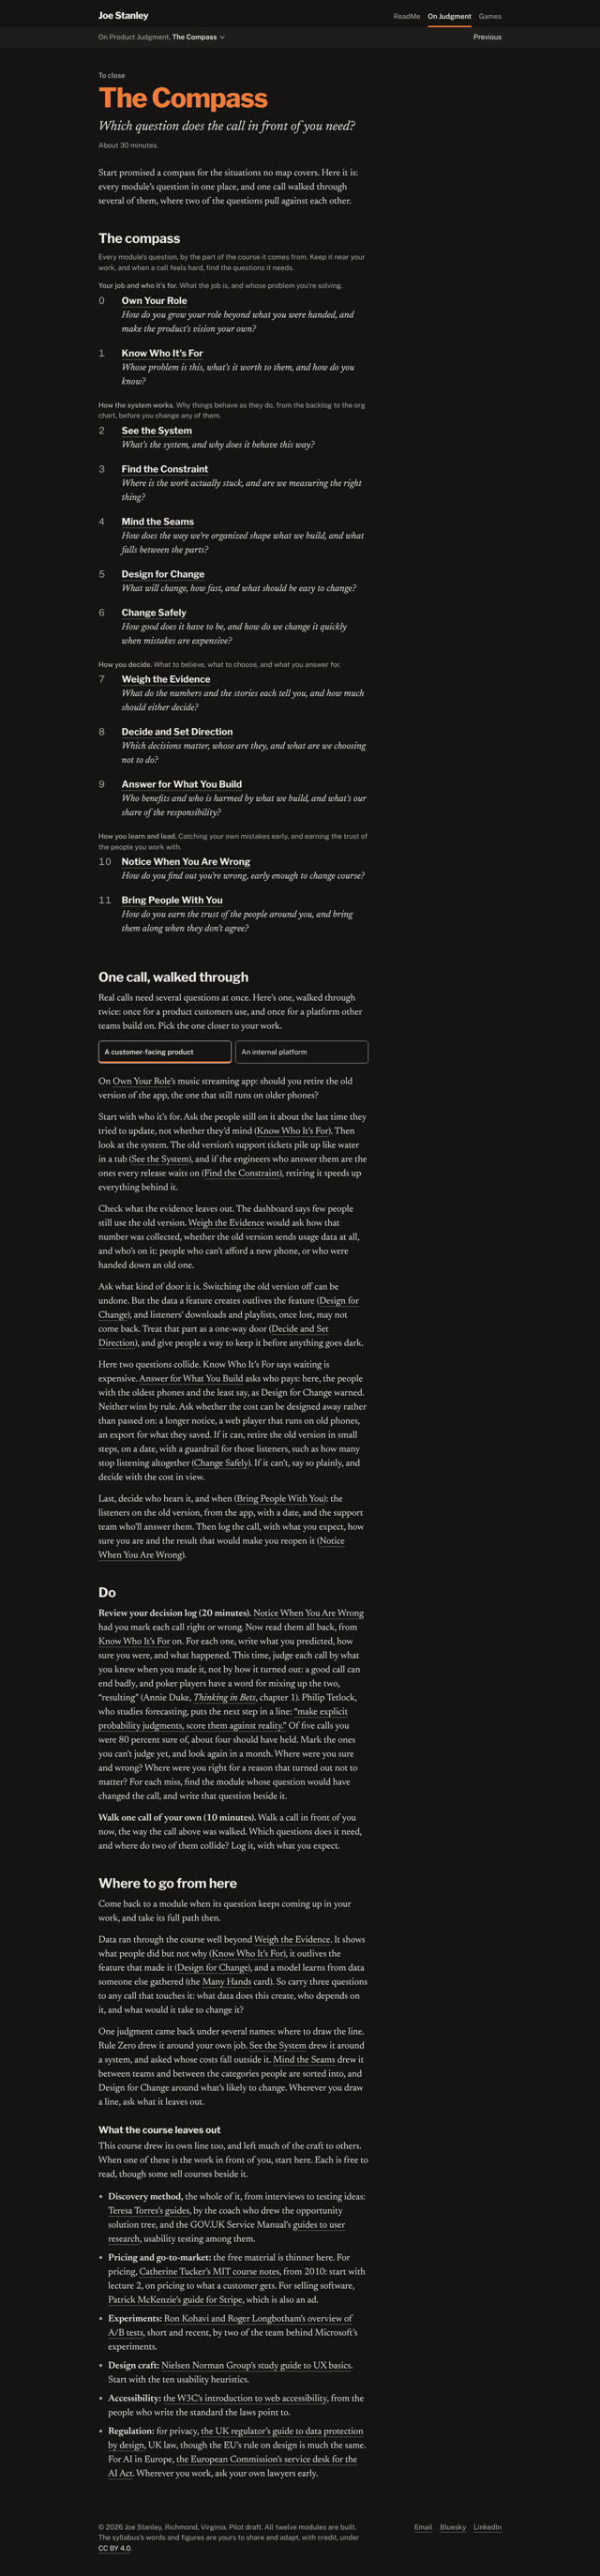 Joe Stanley
ReadMe On Judgment Games
On Product Judgment, The Compass
Previous
To close
The Compass
Which question does the call in front of you need?
About 30 minutes.
Start promised a compass for the situations no map covers. Here it is:
every module's question in one place, and one call walked through
several of them, where two of the questions pull against each other.
The compass
Every module's question, by the part of the course it comes from. Keep it near your
work, and when a call feels hard, find the questions it needs.
Your job and who it's for. What the job is, and whose problem you're solving.
0 Own Your Role
How do you grow your role beyond what you were handed, and
make the product's vision your own?
1 Know Who It's For
Whose problem is this, what's it worth to them, and how do you
know?
How the system works. Why things behave as they do, from the backlog to the org
chart, before you change any of them.
2 See the System
What's the system, and why does it behave this way?
3 Find the Constraint
Where is the work actually stuck, and are we measuring the right
thing?
4 Mind the Seams
How does the way we're organized shape what we build, and what
falls between the parts?
5 Design for Change
What will change, how fast, and what should be easy to change?
6 Change Safely
How good does it have to be, and how do we change it quickly
when mistakes are expensive?
How you decide. What to believe, what to choose, and what you answer for.
7 Weigh the Evidence
What do the numbers and the stories each tell you, and how much
should either decide?
8 Decide and Set Direction
Which decisions matter, whose are they, and what are we choosing
not to do?
9 Answer for What You Build
Who benefits and who is harmed by what we build, and what's our
share of the responsibility?
How you learn and lead. Catching your own mistakes early, and earning the trust of
the people you work with.
10 Notice When You Are Wrong
How do you find out you're wrong, early enough to change course?
11 Bring People With You
How do you earn the trust of the people around you, and bring
them along when they don't agree?
One call, walked through
Real calls need several questions at once. Here's one, walked through
twice: once for a product customers use, and once for a platform other
teams build on. Pick the one closer to your work.
A customer-facing product
An internal platform
On Own Your Role's music streaming app: should you retire the old
version of the app, the one that still runs on older phones?
Start with who it's for. Ask the people still on it about the last time they
tried to update, not whether they'd mind (Know Who It's For). Then
look at the system. The old version's support tickets pile up like water
in a tub (See the System), and if the engineers who answer them are the
ones every release waits on (Find the Constraint), retiring it speeds up
everything behind it.
Check what the evidence leaves out. The dashboard says few people
still use the old version. Weigh the Evidence would ask how that
number was collected, whether the old version sends usage data at all,
and who's on it: people who can't afford a new phone, or who were
handed down an old one.
Ask what kind of door it is. Switching the old version off can be
undone. But the data a feature creates outlives the feature (Design for
Change), and listeners' downloads and playlists, once lost, may not
come back. Treat that part as a one-way door (Decide and Set
Direction), and give people a way to keep it before anything goes dark.
Here two questions collide. Know Who It's For says waiting is
expensive. Answer for What You Build asks who pays: here, the people
with the oldest phones and the least say, as Design for Change warned.
Neither wins by rule. Ask whether the cost can be designed away rather
than passed on: a longer notice, a web player that runs on old phones,
an export for what they saved. If it can, retire the old version in small
steps, on a date, with a guardrail for those listeners, such as how many
stop listening altogether (Change Safely). If it can't, say so plainly, and
decide with the cost in view.
Last, decide who hears it, and when (Bring People With You): the
listeners on the old version, from the app, with a date, and the support
team who'll answer them. Then log the call, with what you expect, how
sure you are and the result that would make you reopen it (Notice
When You Are Wrong).
Do
Review your decision log (20 minutes). Notice When You Are Wrong
had you mark each call right or wrong. Now read them all back, from
Know Who It's For on. For each one, write what you predicted, how
sure you were, and what happened. This time, judge each call by what
you knew when you made it, not by how it turned out: a good call can
end badly, and poker players have a word for mixing up the two,
“resulting” (Annie Duke, Thinking in Bets, chapter 1). Philip Tetlock,
who studies forecasting, puts the next step in a line: “make explicit
probability judgments, score them against reality.” Of five calls you
were 80 percent sure of, about four should have held. Mark the ones
you can't judge yet, and look again in a month. Where were you sure
and wrong? Where were you right for a reason that turned out not to
matter? For each miss, find the module whose question would have
changed the call, and write that question beside it.
Walk one call of your own (10 minutes). Walk a call in front of you
now, the way the call above was walked. Which questions does it need,
and where do two of them collide? Log it, with what you expect.
Where to go from here
Come back to a module when its question keeps coming up in your
work, and take its full path then.
Data ran through the course well beyond Weigh the Evidence. It shows
what people did but not why (Know Who It's For), it outlives the
feature that made it (Design for Change), and a model learns from data
someone else gathered (the Many Hands card). So carry three questions
to any call that touches it: what data does this create, who depends on
it, and what would it take to change it?
One judgment came back under several names: where to draw the line.
Rule Zero drew it around your own job. See the System drew it around
a system, and asked whose costs fall outside it. Mind the Seams drew it
between teams and between the categories people are sorted into, and
Design for Change around what's likely to change. Wherever you draw
a line, ask what it leaves out.
What the course leaves out
This course drew its own line too, and left much of the craft to others.
When one of these is the work in front of you, start here. Each is free to
read, though some sell courses beside it.
• Discovery method, the whole of it, from interviews to testing ideas:
Teresa Torres's guides, by the coach who drew the opportunity
solution tree, and the GOV.UK Service Manual's guides to user
research, usability testing among them.
• Pricing and go-to-market: the free material is thinner here. For
pricing, Catherine Tucker's MIT course notes, from 2010: start with
lecture 2, on pricing to what a customer gets. For selling software,
Patrick McKenzie's guide for Stripe, which is also an ad.
• Experiments: Ron Kohavi and Roger Longbotham's overview of
A/B tests, short and recent, by two of the team behind Microsoft's
experiments.
• Design craft: Nielsen Norman Group's study guide to UX basics.
Start with the ten usability heuristics.
• Accessibility: the W3C's introduction to web accessibility, from the
people who write the standard the laws point to.
• Regulation: for privacy, the UK regulator's guide to data protection
by design, UK law, though the EU's rule on design is much the same.
For AI in Europe, the European Commission's service desk for the
AI Act. Wherever you work, ask your own lawyers early.
© 2026 Joe Stanley, Richmond, Virginia. Pilot draft. All twelve modules are built.
The syllabus's words and figures are yours to share and adapt, with credit, under
CC BY 4.0.
Email Bluesky LinkedIn